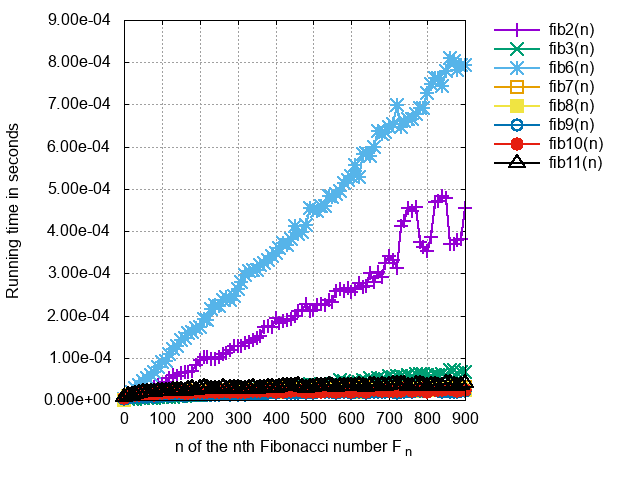 9.00e-04
8.00e-04
7.00e-04
6.00e-04
5.00e-04
4.00e-04
3.00e-04
2.00e-04
1.00e-04
0.00e+00
0 100 200 300 400 500 600 700 800 900
Running time in seconds
n of the nth Fibonacci number F n
fib2(n)
fib3(n)
fib6(n)
fib7(n)
fib8(n)
fib9(n)
fib10(n)
fib11(n)